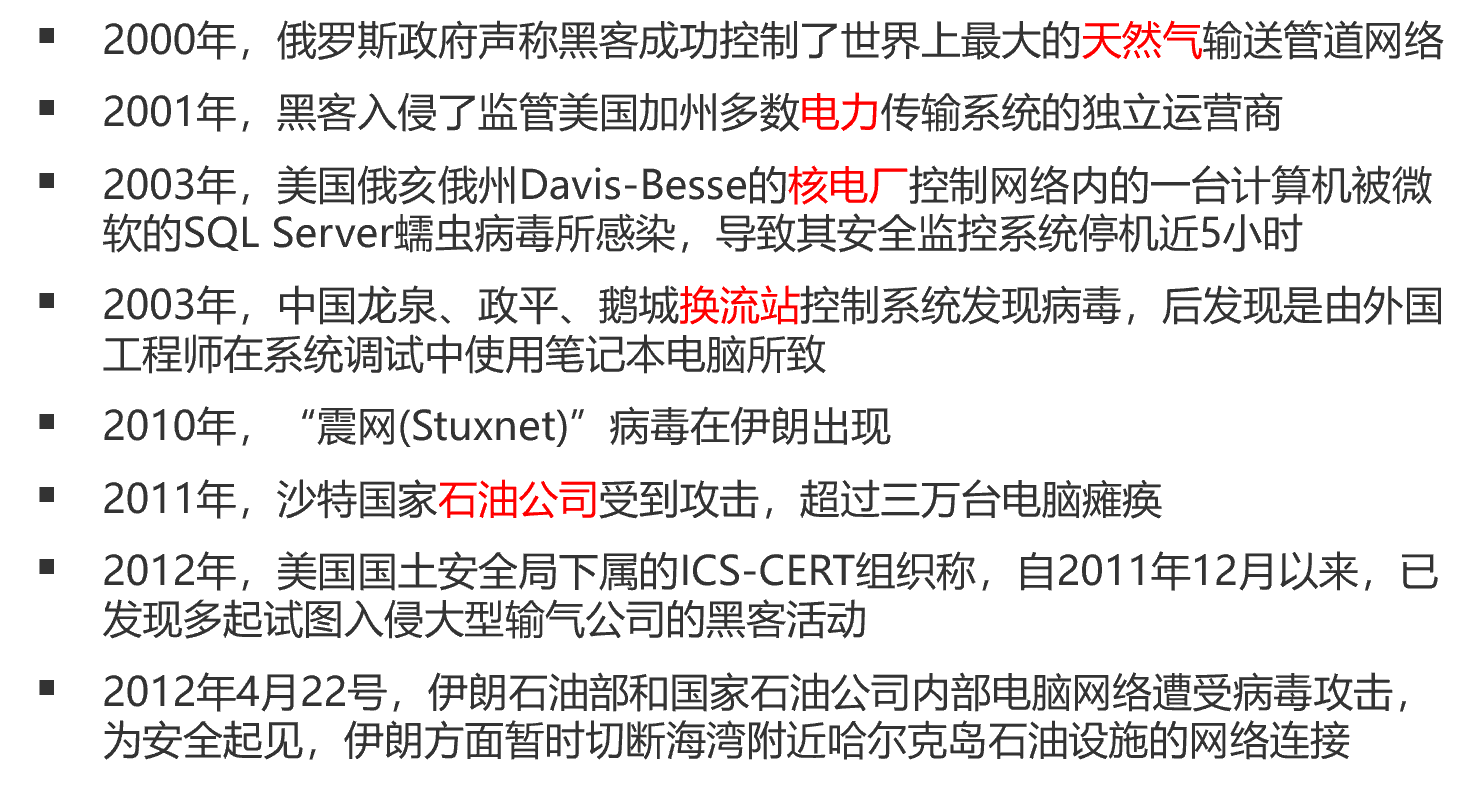 ▪ 2000年，俄罗斯政府声称黑客成功控制了世界上最大的天然气输送管道网络
▪ 2001年，黑客入侵了监管美国加州多数电力传输系统的独立运营商
▪ 2003年，美国俄亥俄州Davis-Besse的核电厂控制网络内的一台计算机被微
软的SQL Server蠕虫病毒所感染，导致其安全监控系统停机近5小时
▪ 2003年，中国龙泉、政平、鹅城换流站控制系统发现病毒，后发现是由外国
工程师在系统调试中使用笔记本电脑所致
▪ 2010年，“震网(Stuxnet)”病毒在伊朗出现
▪ 2011年，沙特国家石油公司受到攻击，超过三万台电脑瘫痪
▪ 2012年，美国国土安全局下属的ICS-CERT组织称，自2011年12月以来，已
发现多起试图入侵大型输气公司的黑客活动
▪ 2012年4月22号，伊朗石油部和国家石油公司内部电脑网络遭受病毒攻击，
为安全起见，伊朗方面暂时切断海湾附近哈尔克岛石油设施的网络连接